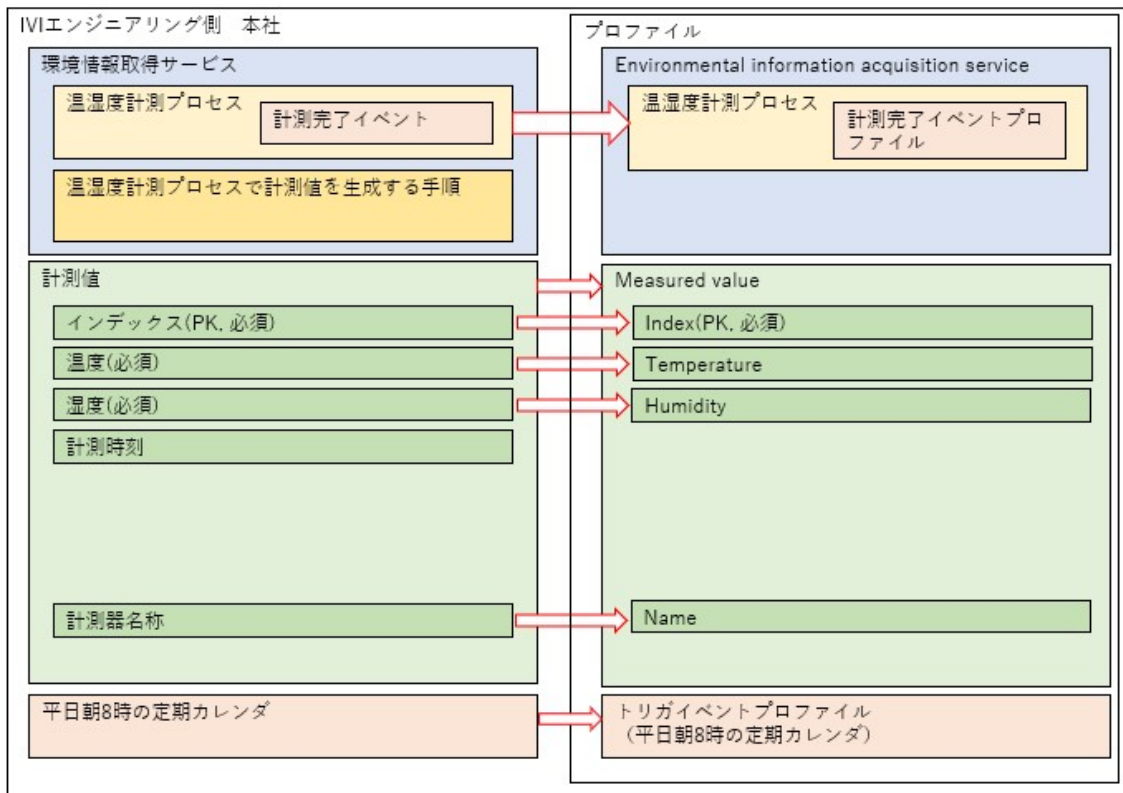 IVIエンジニアリング側　本社
環境情報取得サービス
温湿度計測プロセス
計測完了イベント
温湿度計測プロセスで計測値を生成する手順
計測値
インデックス(PK, 必須)
温度(必須)
湿度(必須)
計測時刻
計測器名称
平日朝8時の定期カレンダ
プロファイル
Environmental information acquisition service
温湿度計測プロセス
計測完了イベントプロ
ファイル
Measured value
Index(PK, 必須)
Temperature
Humidity
Name
トリガイベントプロファイル
（平日朝8時の定期カレンダ）